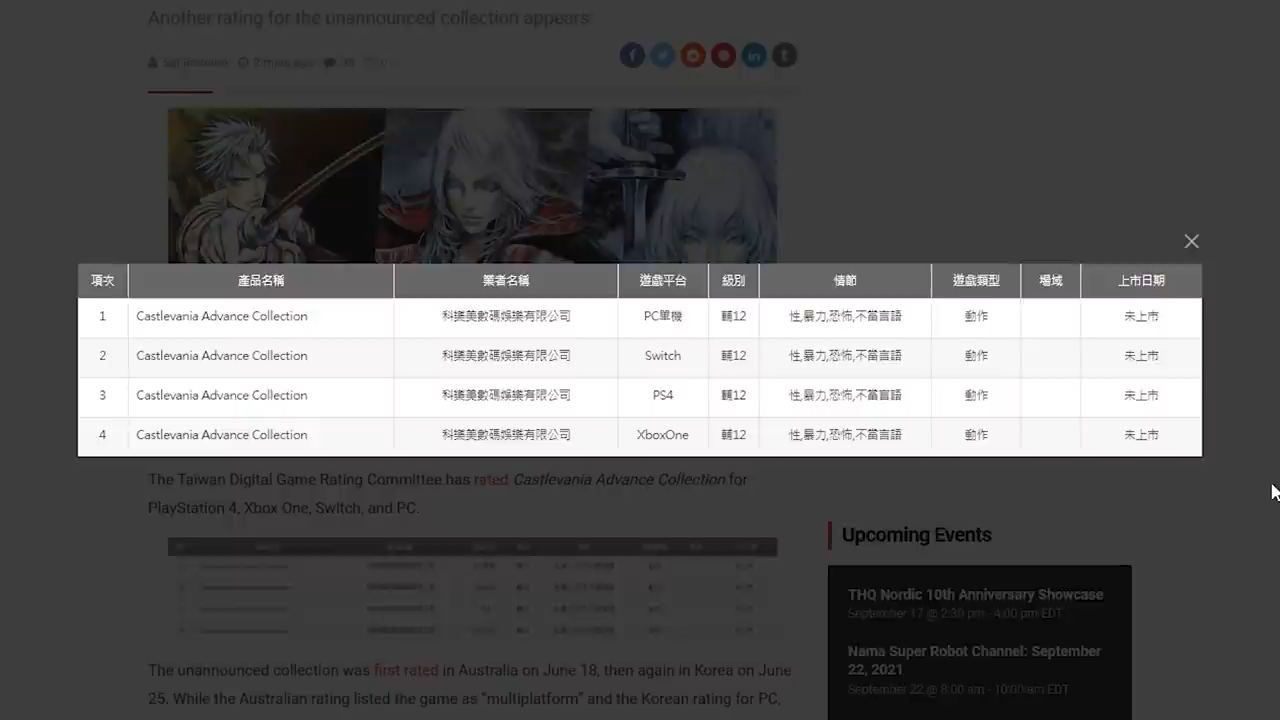 Another rating for the unannounced collection appears
項次 產品名稱 業者名稱 遊戲平台 級別 情節 遊戲類型 場域 上市日期
1 Castlevania Advance Collection 科樂美數碼娛樂有限公司 PC單機 輔12 性,暴力,恐怖,不當言語 動作 未上市
2 Castlevania Advance Collection 科樂美數碼娛樂有限公司 Switch 輔12 性,暴力,恐怖,不當言語 動作 未上市
3 Castlevania Advance Collection 科樂美數碼娛樂有限公司 PS4 輔12 性,暴力,恐怖,不當言語 動作 未上市
4 Castlevania Advance Collection 科樂美數碼娛樂有限公司 XboxOne 輔12 性,暴力,恐怖,不當言語 動作 未上市
The Taiwan Digital Game Rating Committee has rated Castlevania Advance Collection for
PlayStation 4, Xbox One, Switch, and PC.
The unannounced collection was first rated in Australia on June 18, then again in Korea on June
25. While the Australian rating listed the game as "multiplatform" and the Korean rating for PC,
Upcoming Events
THQ Nordic 10th Anniversary Showcase
September 17 @ 2:30 pm - 4:00 pm EDT
Nama Super Robot Channel: September
22, 2021
September 22 @ 8:00 am - 10:00 am EDT